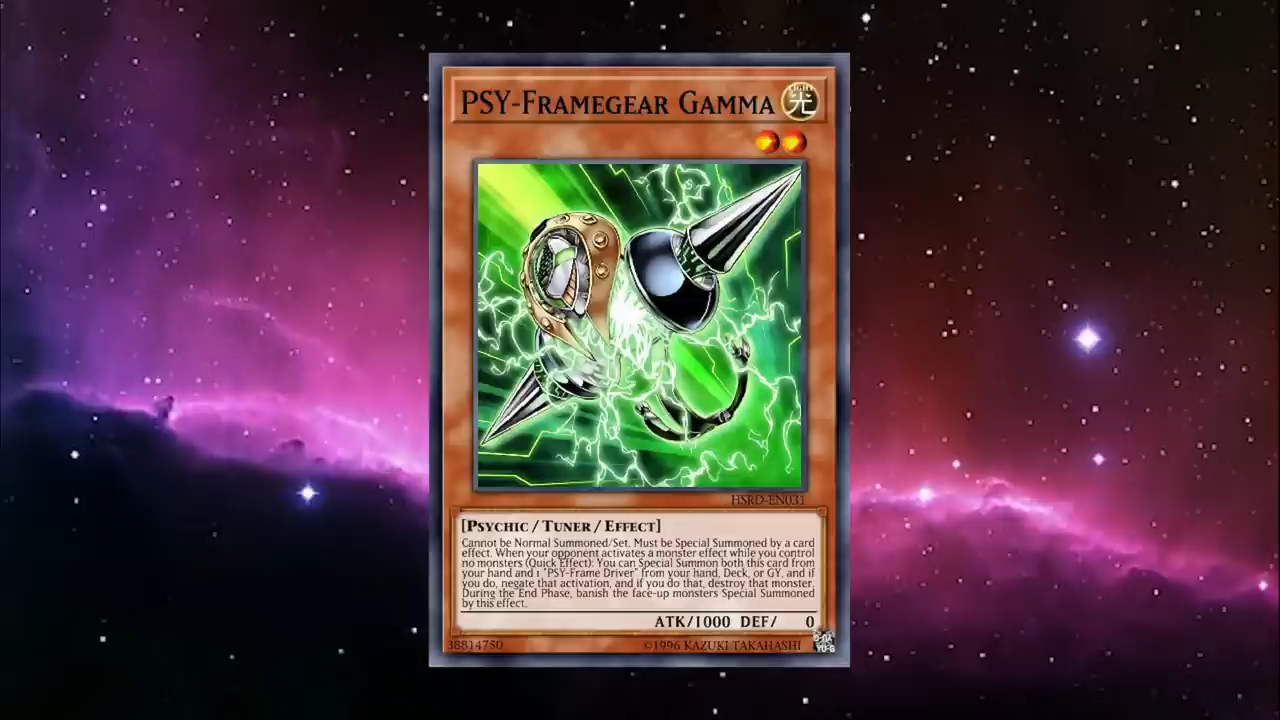 PSY-Framegear Gamma
LIGHT
光
HSRD-EN031
[Psychic / Tuner / Effect]
Cannot be Normal Summoned/Set. Must be Special Summoned by a card
effect. When your opponent activates a monster effect while you control
no monsters (Quick Effect): You can Special Summon both this card from
your hand and 1 "PSY-Frame Driver" from your hand, Deck, or GY, and if
you do, negate that activation, and if you do that, destroy that monster.
During the End Phase, banish the face-up monsters Special Summoned
by this effect.
ATK/1000 DEF/ 0
38814750
©1996 KAZUKI TAKAHASHI